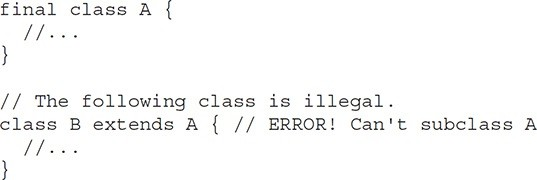 final class A {
  //...
}

// The following class is illegal.
class B extends A { // ERROR! Can't subclass A
  //...
}